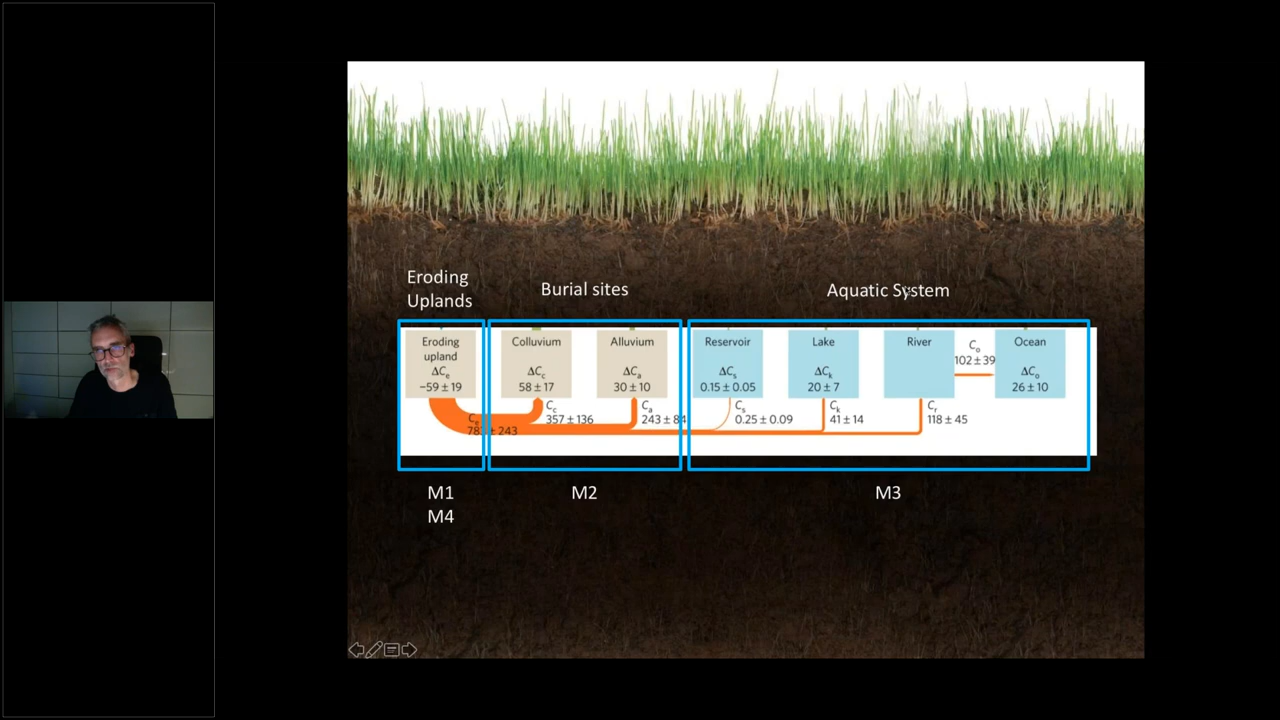 Eroding
Uplands
Burial sites
Aquatic System
Eroding
upland
ΔCe
−59 ± 19
Colluvium
ΔCc
58 ± 17
Alluvium
ΔCa
30 ± 10
Reservoir
ΔCs
0.15 ± 0.05
Lake
ΔCk
20 ± 7
River
Co
102 ± 39
Ocean
ΔCo
26 ± 10
Ce
± 243
Cc
357 ± 136
Ca
243 ± 84
Cs
0.25 ± 0.09
Ck
41 ± 14
Cr
118 ± 45
M1
M4
M2
M3